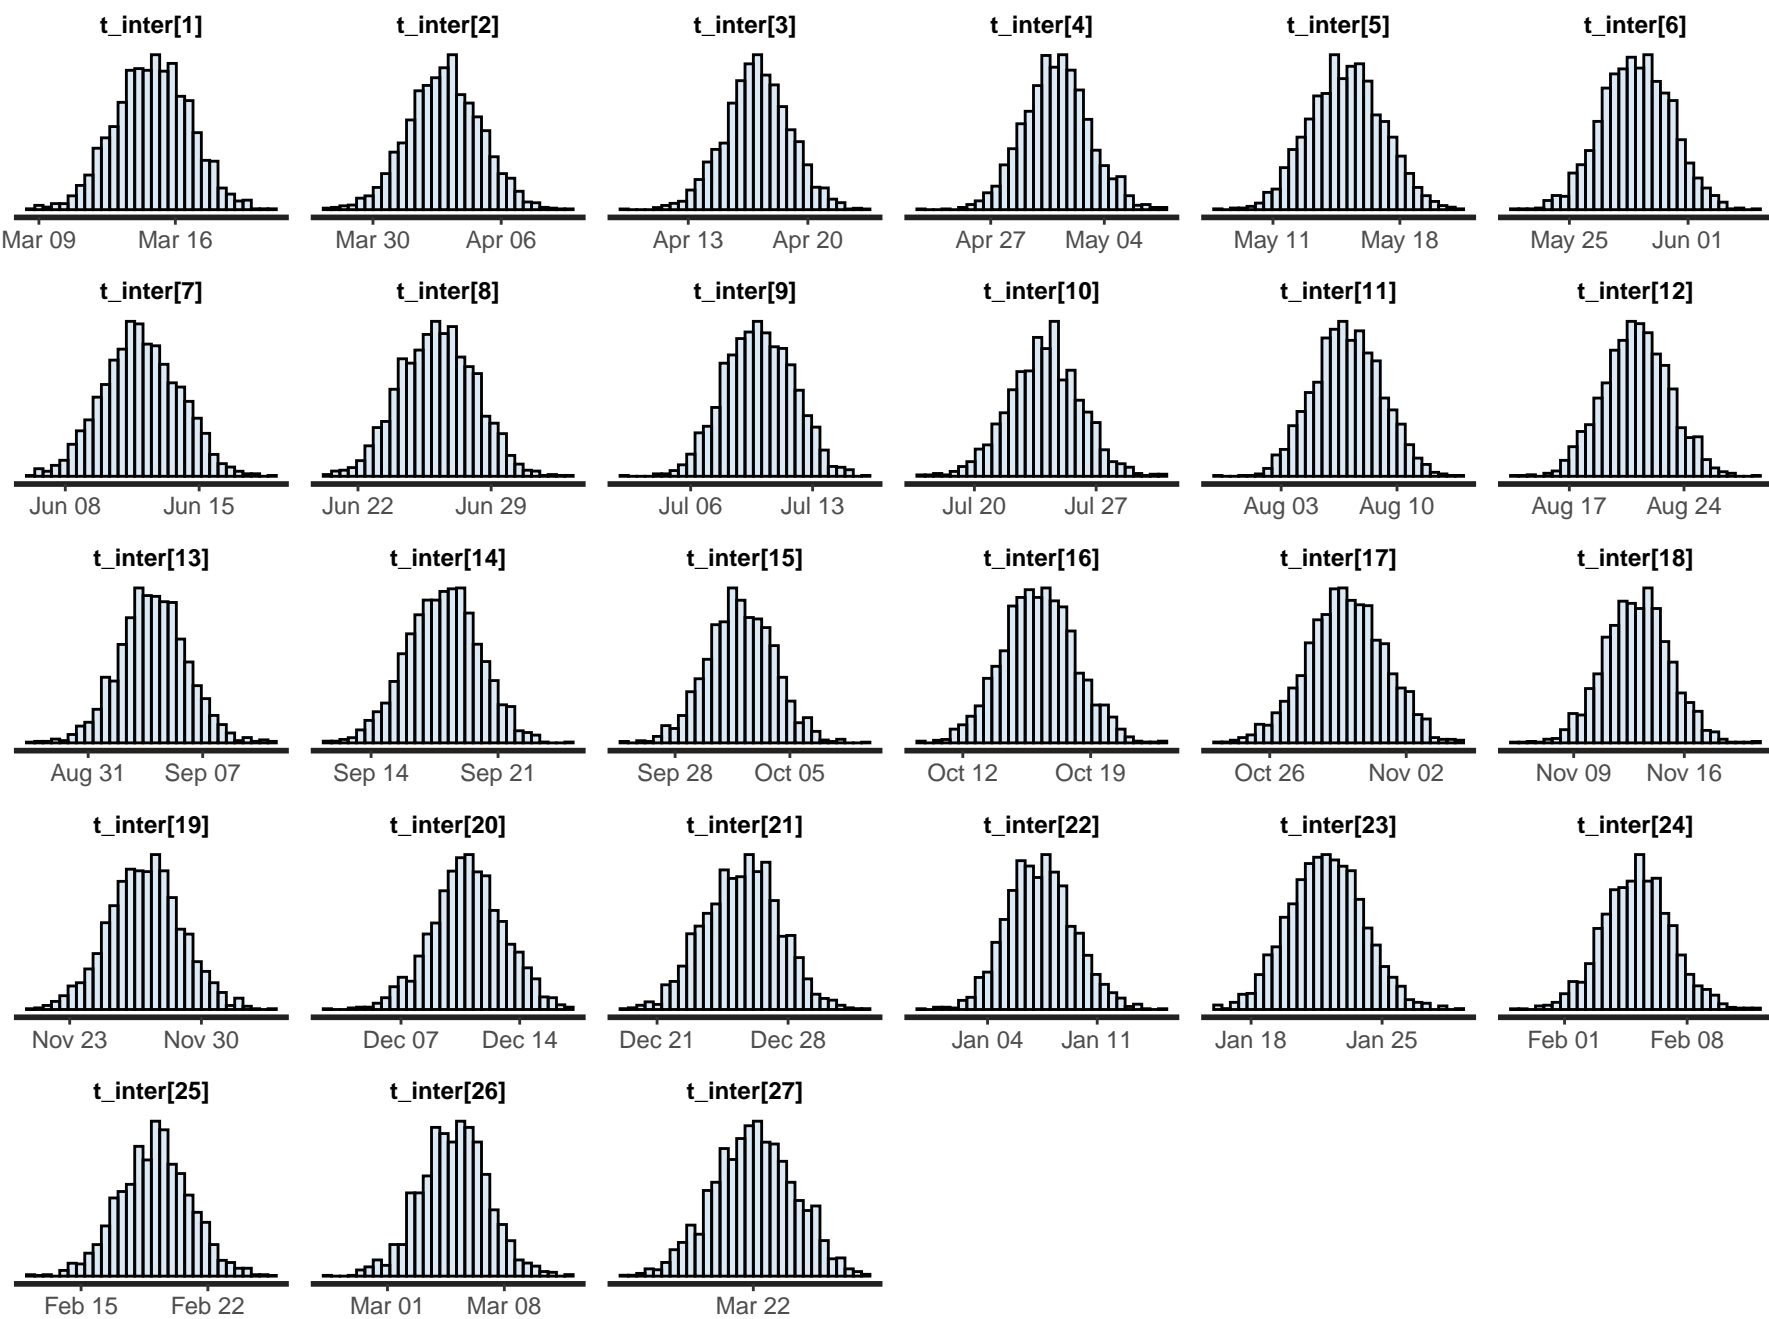 t_inter[1] t_inter[2] t_inter[3] t_inter[4] t_inter[5] t_inter[6]
Mar 09 Mar 16 Mar 30 Apr 06 Apr 13 Apr 20 Apr 27 May 04 May 11 May 18 May 25 Jun 01
t_inter[7] t_inter[8] t_inter[9] t_inter[10] t_inter[11] t_inter[12]
Jun 08 Jun 15 Jun 22 Jun 29 Jul 06 Jul 13 Jul 20 Jul 27 Aug 03 Aug 10 Aug 17 Aug 24
t_inter[13] t_inter[14] t_inter[15] t_inter[16] t_inter[17] t_inter[18]
Aug 31 Sep 07 Sep 14 Sep 21 Sep 28 Oct 05 Oct 12 Oct 19 Oct 26 Nov 02 Nov 09 Nov 16
t_inter[19] t_inter[20] t_inter[21] t_inter[22] t_inter[23] t_inter[24]
Nov 23 Nov 30 Dec 07 Dec 14 Dec 21 Dec 28 Jan 04 Jan 11 Jan 18 Jan 25 Feb 01 Feb 08
t_inter[25] t_inter[26] t_inter[27]
Feb 15 Feb 22 Mar 01 Mar 08 Mar 22